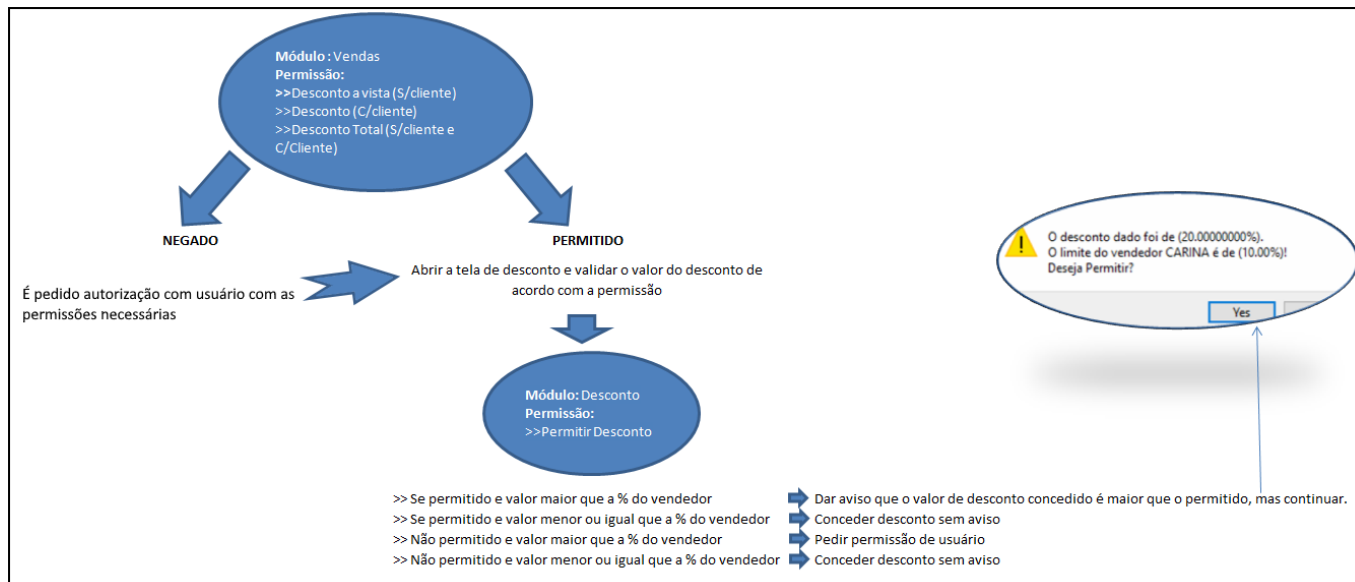 Módulo : Vendas
Permissão:
>>Desconto a vista (S/cliente)
>>Desconto (C/cliente)
>>Desconto Total (S/cliente e
C/Cliente)
NEGADO
PERMITIDO
É pedido autorização com usuário com as
permissões necessárias
Abrir a tela de desconto e validar o valor do desconto de
acordo com a permissão
O desconto dado foi de (20.00000000%).
O limite do vendedor CARINA é de (10.00%)!
Deseja Permitir?
Yes
Módulo: Desconto
Permissão:
>>Permitir Desconto
>> Se permitido e valor maior que a % do vendedor Dar aviso que o valor de desconto concedido é maior que o permitido, mas continuar.
>> Se permitido e valor menor ou igual que a % do vendedor Conceder desconto sem aviso
>> Não permitido e valor maior que a % do vendedor Pedir permissão de usuário
>> Não permitido e valor menor ou igual que a % do vendedor Conceder desconto sem aviso